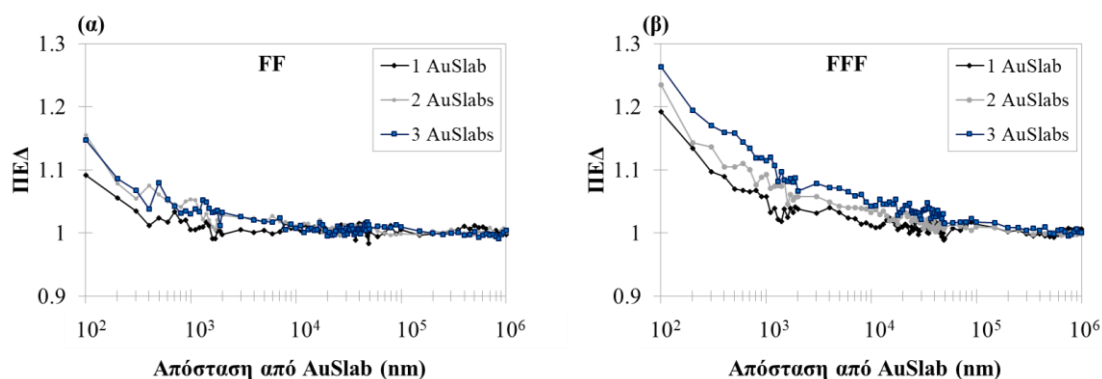 (α)
FF
ΠΕΔ
1.3
1.2
1.1
1
0.9
1 AuSlab
2 AuSlabs
3 AuSlabs
10² 10³ 10⁴ 10⁵ 10⁶
Απόσταση από AuSlab (nm)
(β)
FFF
ΠΕΔ
1.3
1.2
1.1
1
0.9
1 AuSlab
2 AuSlabs
3 AuSlabs
10² 10³ 10⁴ 10⁵ 10⁶
Απόσταση από AuSlab (nm)